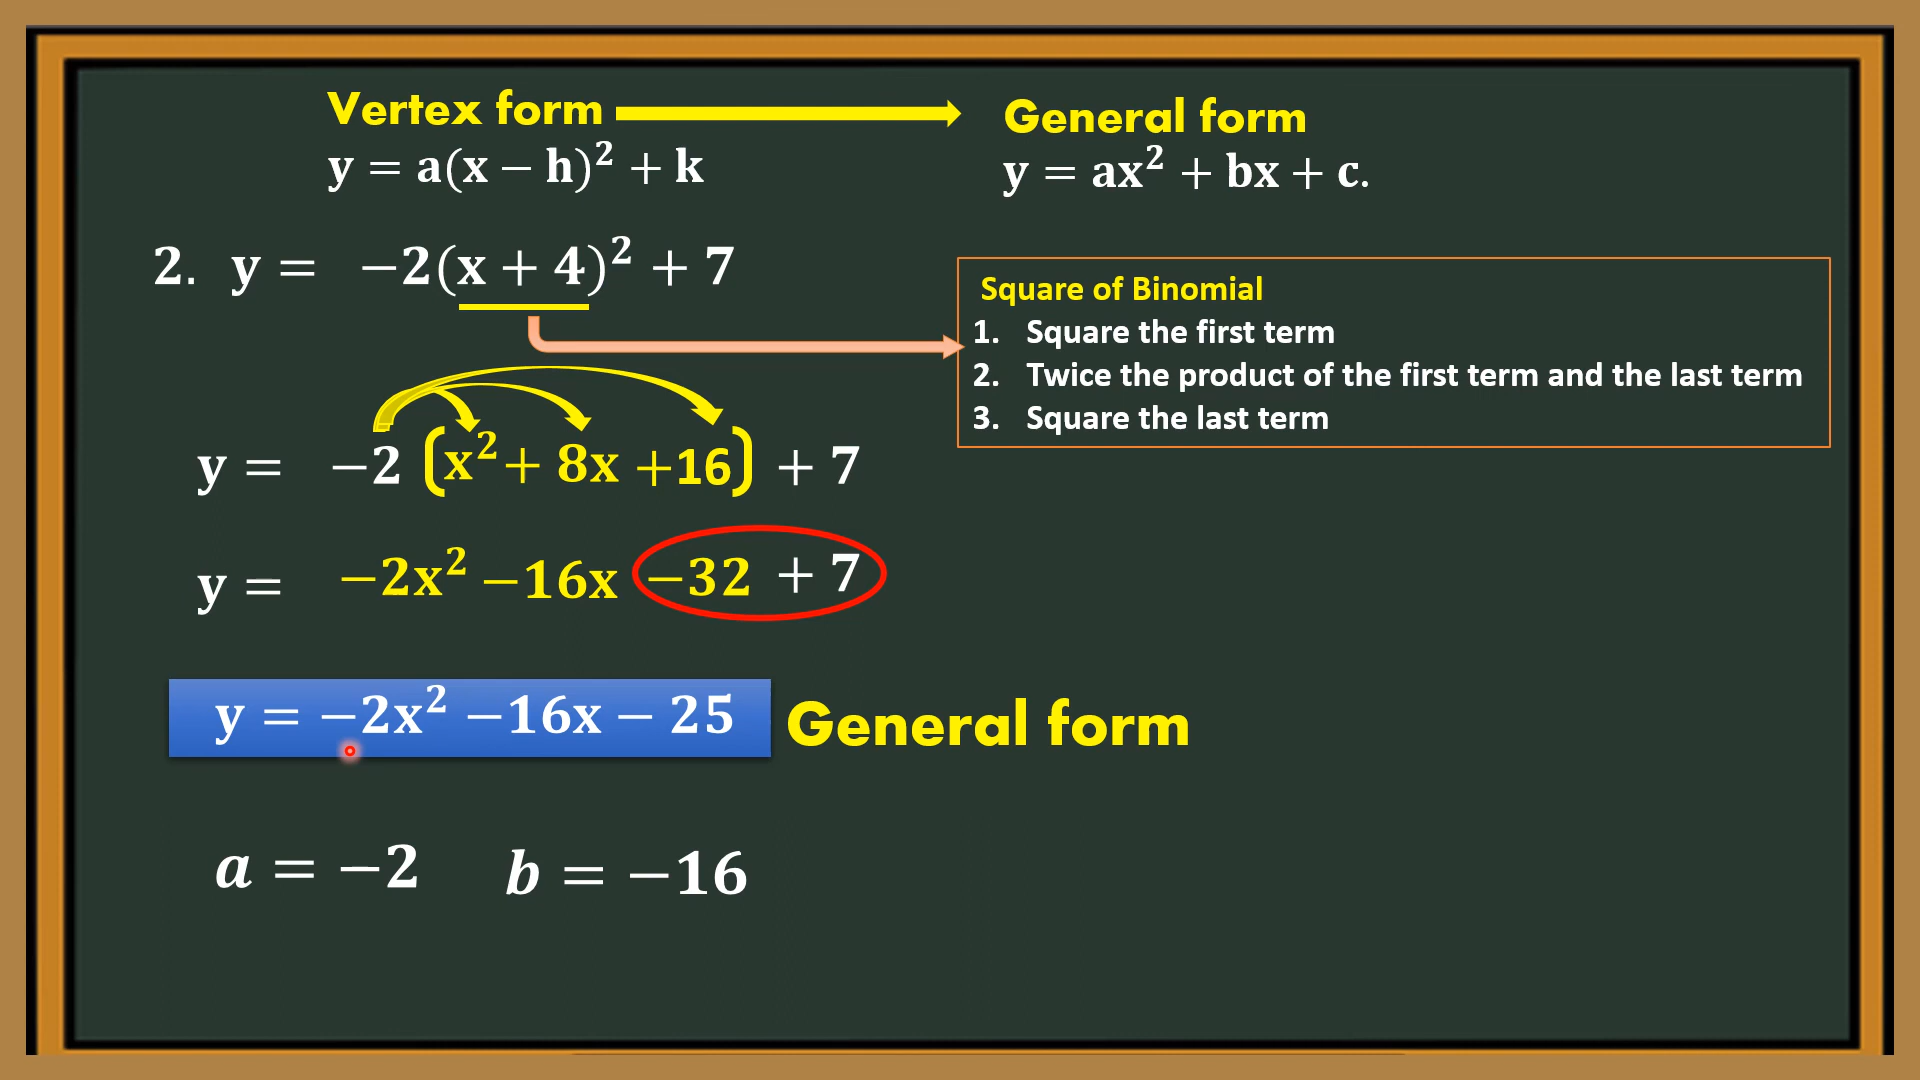 Vertex form
General form
y = a(x − h)² + k
y = ax² + bx + c.
2. y = −2(x + 4)² + 7
Square of Binomial
1. Square the first term
2. Twice the product of the first term and the last term
3. Square the last term
y = −2 (x² + 8x +16) + 7
y = −2x² −16x −32 + 7
y = −2x² −16x − 25
General form
a = −2 b = −16